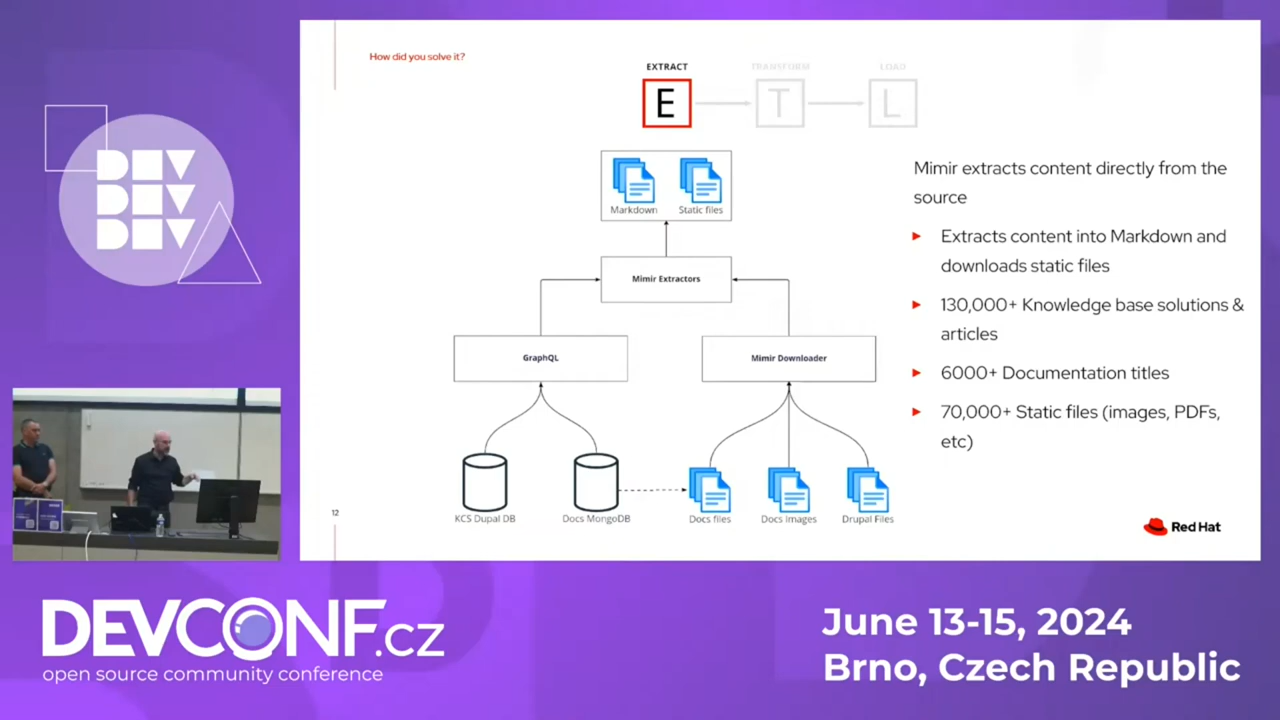 How did you solve it?
EXTRACT
TRANSFORM
LOAD
E
T
L
Markdown
Static files
Mimir Extractors
GraphQL
Mimir Downloader
KCS Dupal DB
Docs MongoDB
Docs files
Docs Images
Drupal Files
Mimir extracts content directly from the
source
Extracts content into Markdown and
downloads static files
130,000+ Knowledge base solutions &
articles
6000+ Documentation titles
70,000+ Static files (images, PDFs,
etc)
12
Red Hat
DEV
DEV
DEV
DEVCONF.cz
open source community conference
June 13-15, 2024
Brno, Czech Republic